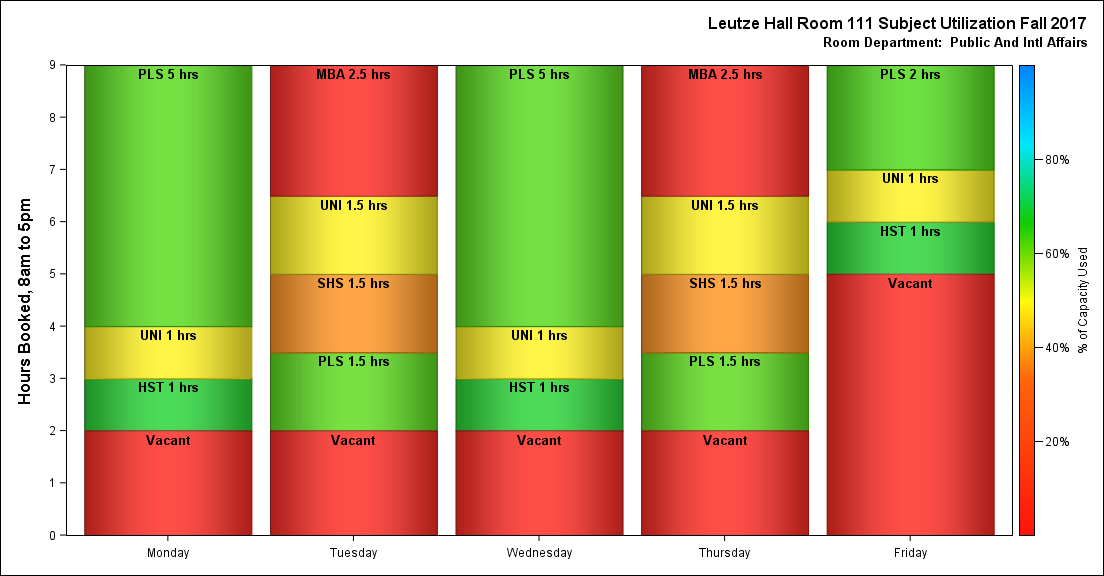 Leutze Hall Room 111 Subject Utilization Fall 2017
Room Department:  Public And Intl Affairs
Hours Booked, 8am to 5pm
9
8
7
6
5
4
3
2
1
0
PLS 5 hrs
UNI 1 hrs
HST 1 hrs
Vacant
MBA 2.5 hrs
UNI 1.5 hrs
SHS 1.5 hrs
PLS 1.5 hrs
Vacant
PLS 5 hrs
UNI 1 hrs
HST 1 hrs
Vacant
MBA 2.5 hrs
UNI 1.5 hrs
SHS 1.5 hrs
PLS 1.5 hrs
Vacant
PLS 2 hrs
UNI 1 hrs
HST 1 hrs
Vacant
Monday
Tuesday
Wednesday
Thursday
Friday
80%
60%
40%
20%
% of Capacity Used